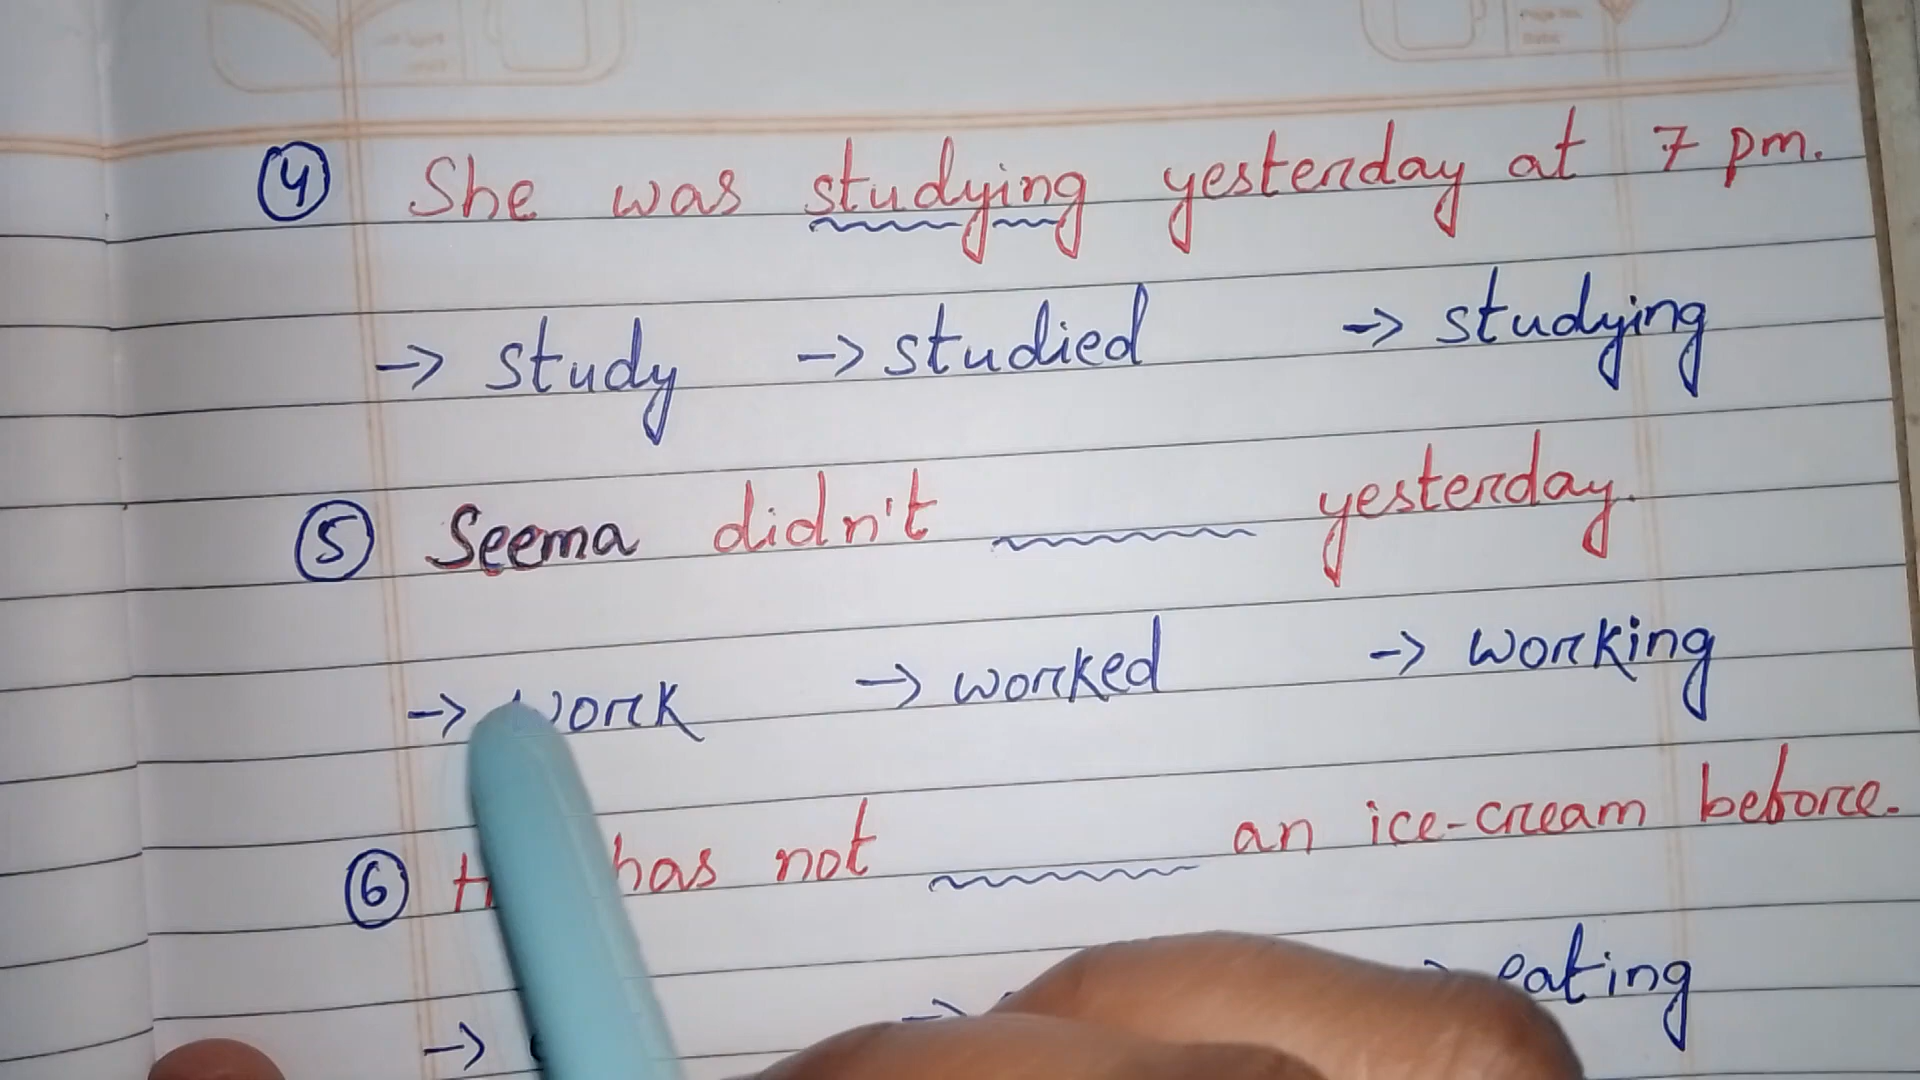 4 She was studying yesterday at 7 pm.
→ study → studied → studying
5 Seema didn't ~~~~~~ yesterday.
→ work → worked → working
6 has not ~~~~~~ an ice-cream before.
→ → → eating